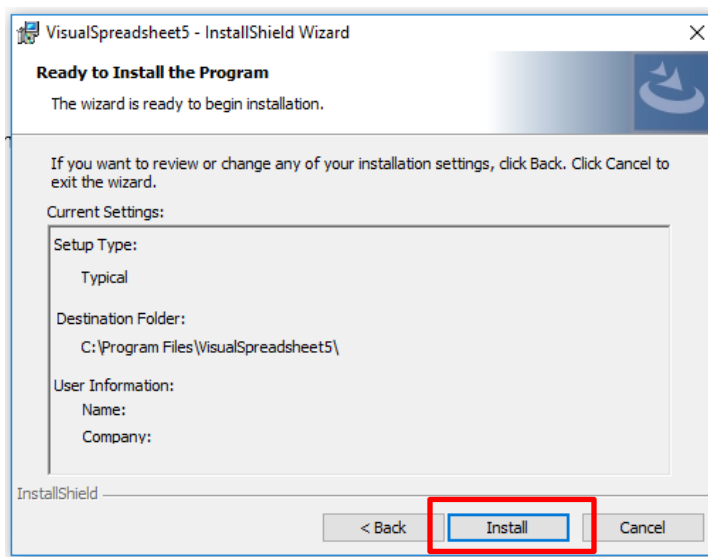 VisualSpreadsheet5 - InstallShield Wizard
Ready to Install the Program
The wizard is ready to begin installation.
If you want to review or change any of your installation settings, click Back. Click Cancel to
exit the wizard.
Current Settings:
Setup Type:
Typical
Destination Folder:
C:\Program Files\VisualSpreadsheet5\
User Information:
Name:
Company:
InstallShield
< Back
Install
Cancel